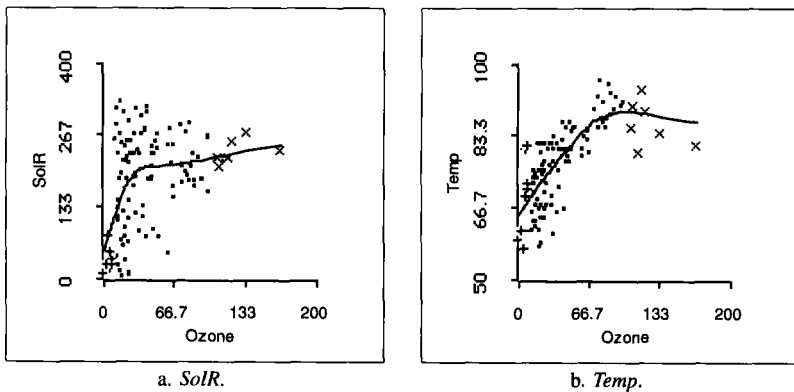 400
267
133
0
SolR
0 66.7 133 200
Ozone
a. SolR.
100
83.3
66.7
50
Temp
0 66.7 133 200
Ozone
b. Temp.